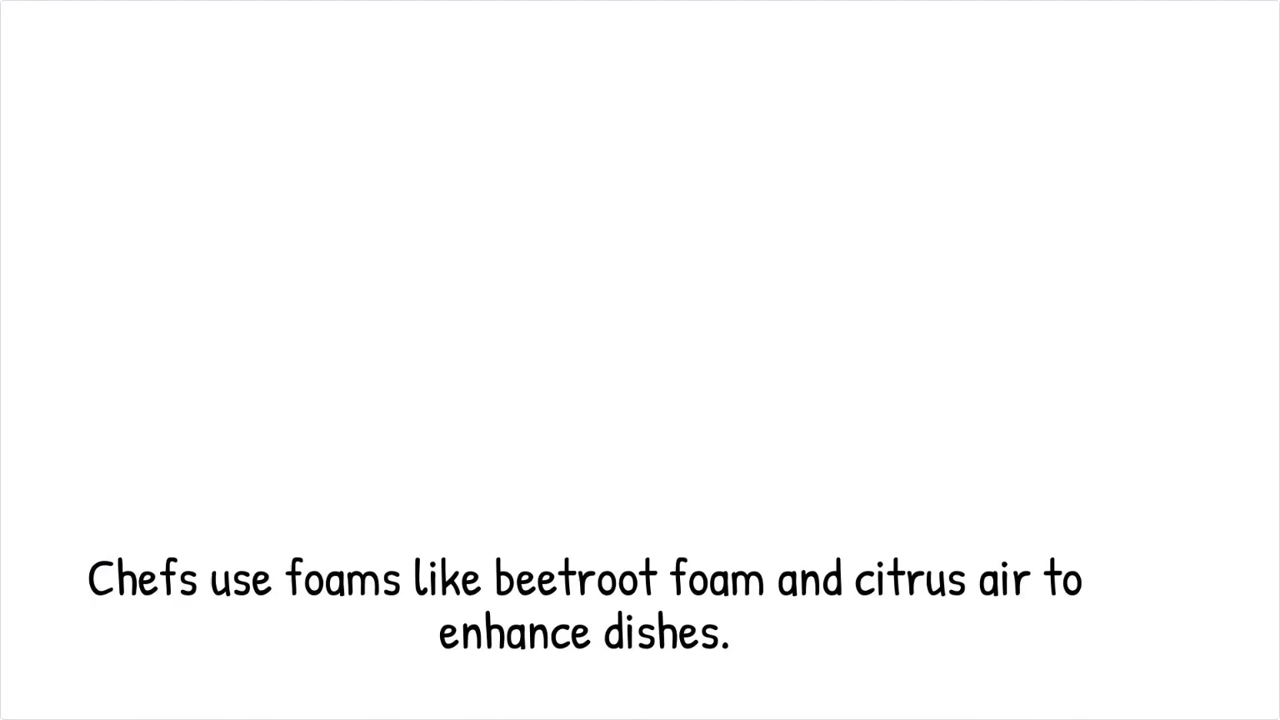 Chefs use foams like beetroot foam and citrus air to
enhance dishes.